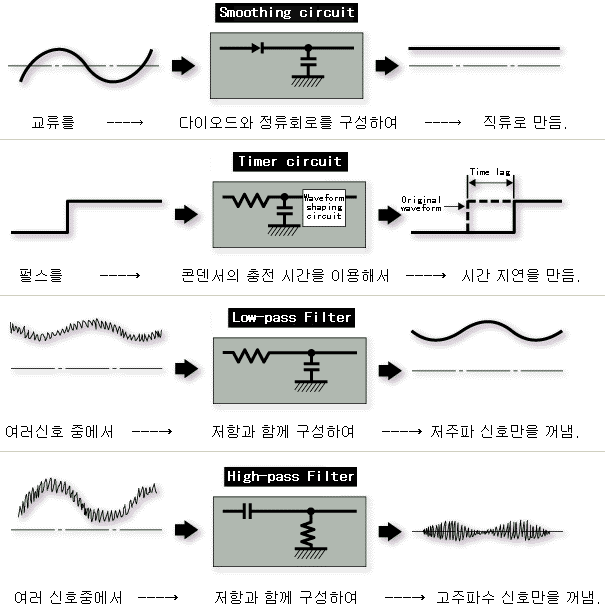 Smoothing circuit
교류를 ---→ 다이오드와 정류회로를 구성하여 ---→ 직류로 만듬.
Timer circuit
Time lag
Waveform
shaping
circuit
Original
waveform
펄스를 ---→ 콘덴서의 충전 시간을 이용해서 ---→ 시간 지연을 만듬.
Low-pass Filter
여러신호 중에서 ---→ 저항과 함께 구성하여 ---→ 저주파 신호만을 꺼냄.
High-pass Filter
여러 신호중에서 ---→ 저항과 함께 구성하여 ---→ 고주파수 신호만을 꺼냄.